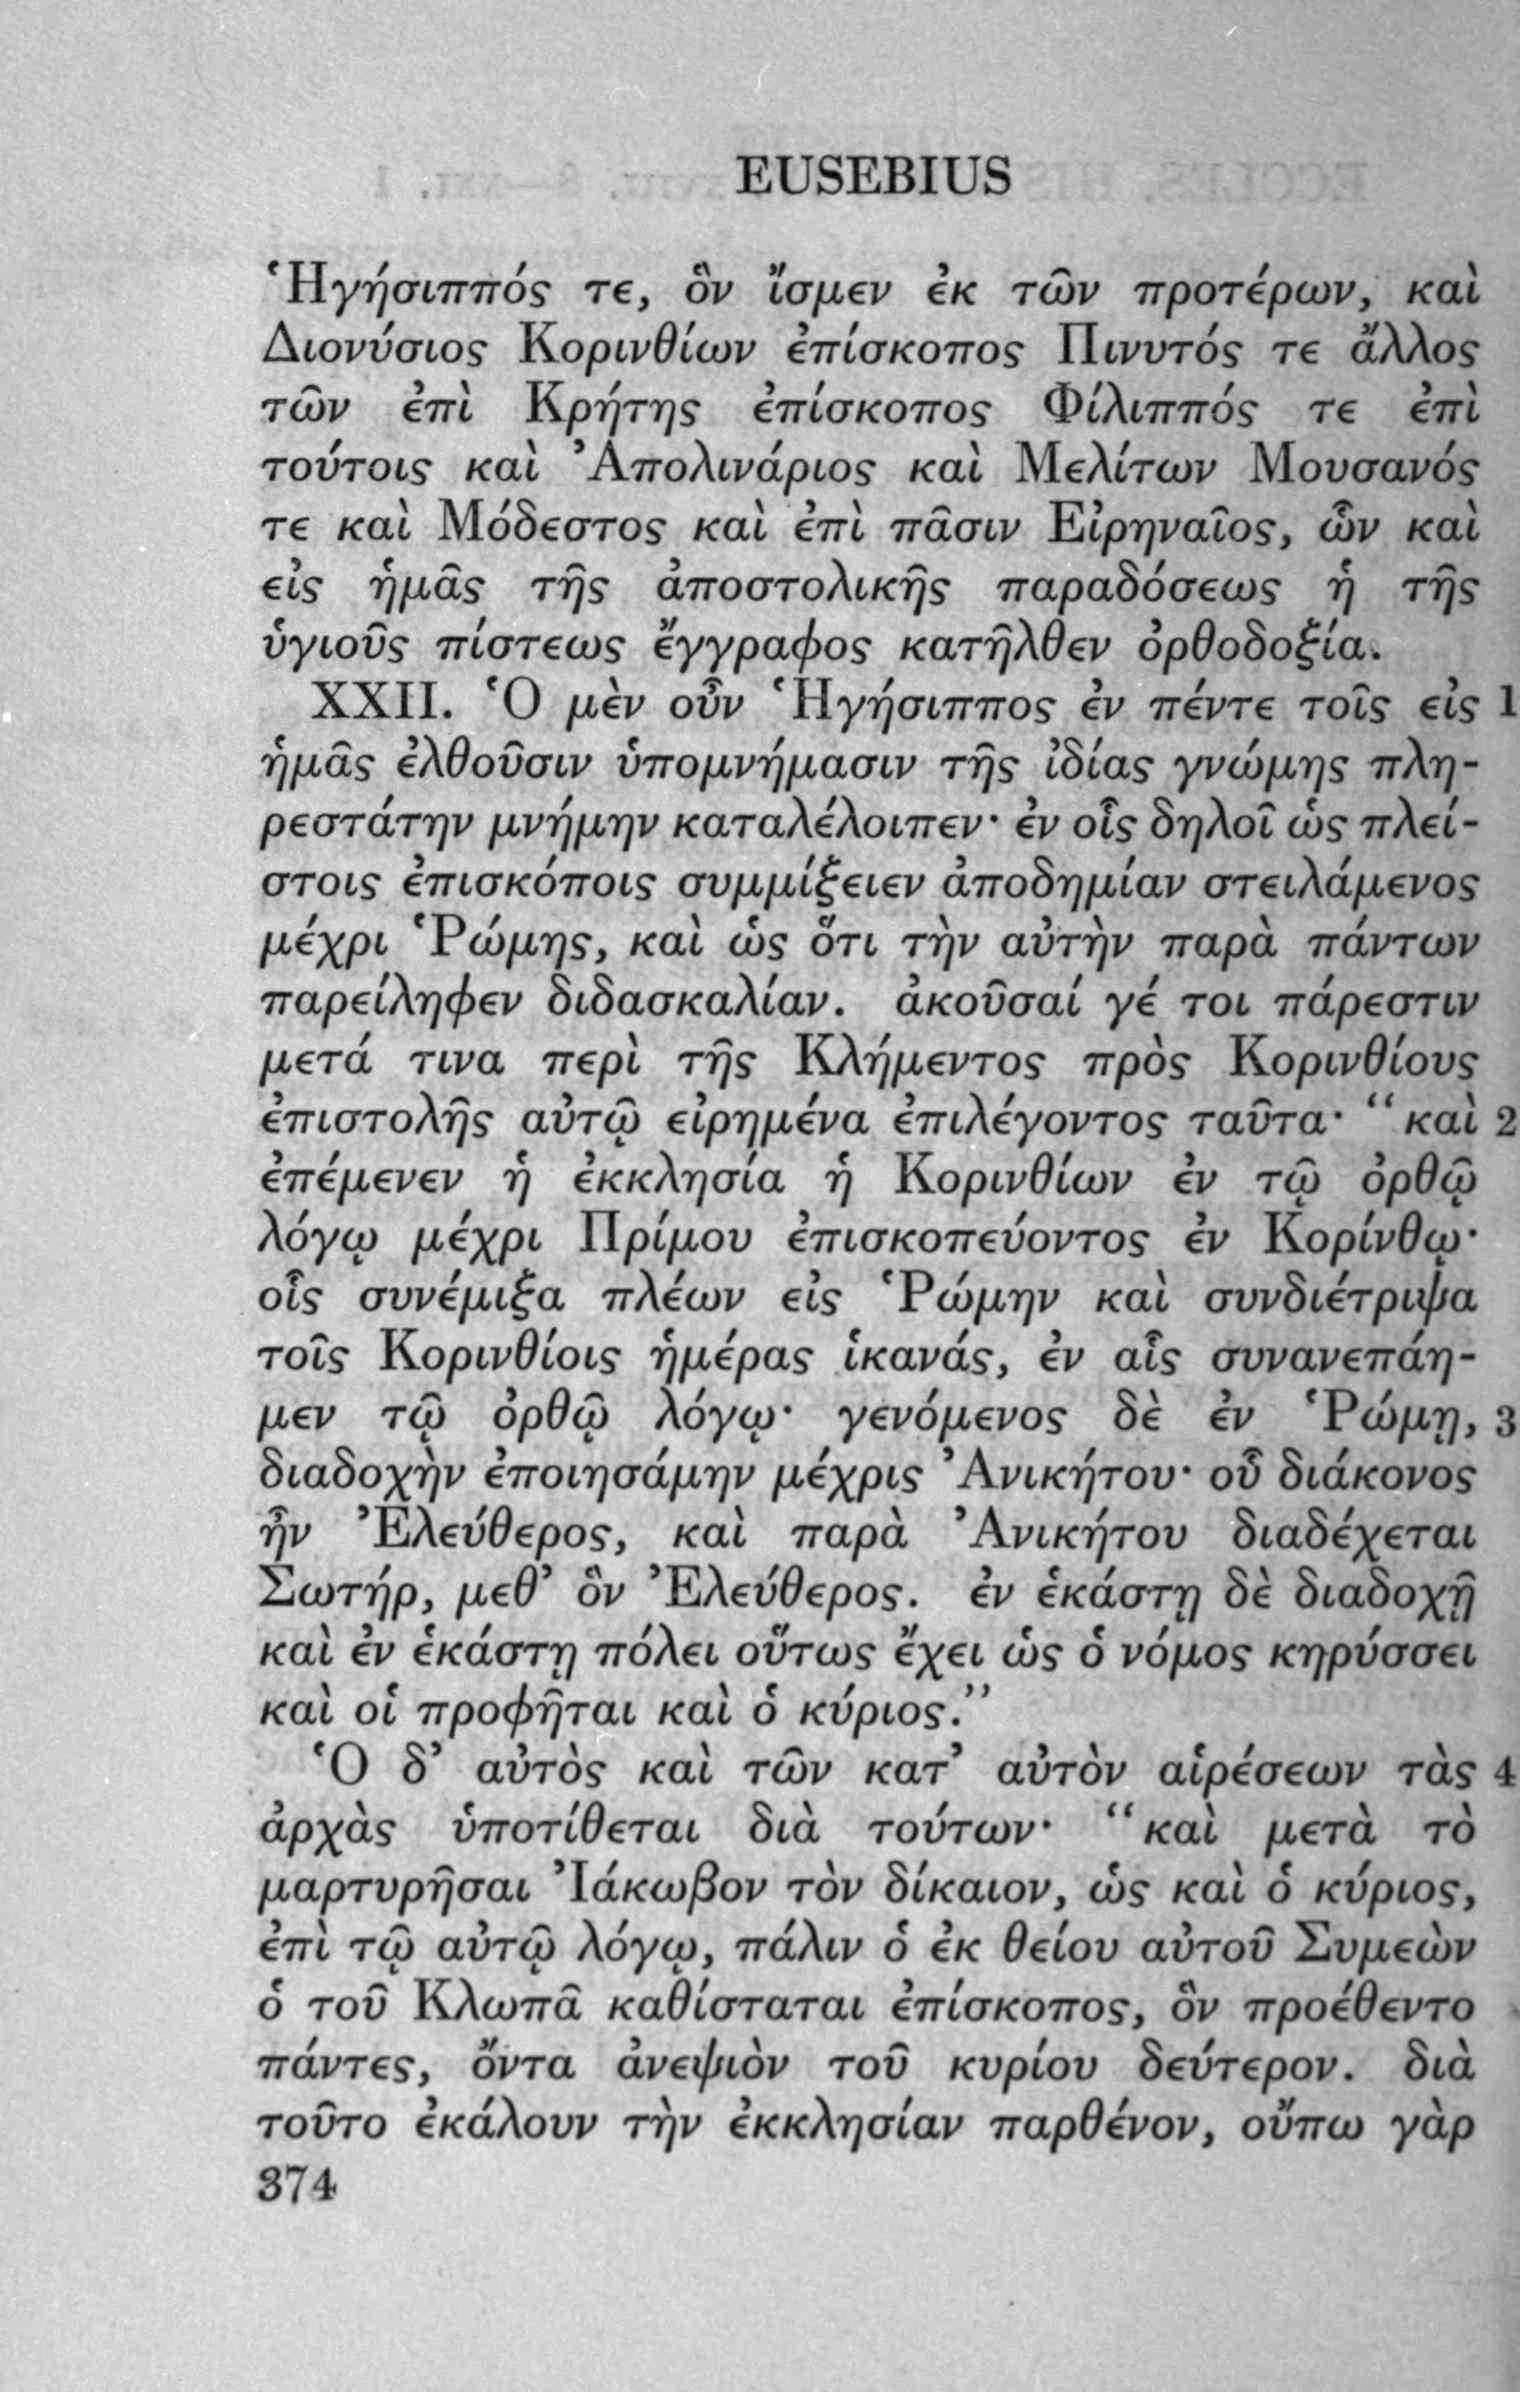 EUSEBIUS
Ἡγήσιππός τε, ὃν ἴσμεν ἐκ τῶν προτέρων, καὶ
Διονύσιος Κορινθίων ἐπίσκοπος Πινυτός τε ἄλλος
τῶν ἐπὶ Κρήτης ἐπίσκοπος Φίλιππός τε ἐπὶ
τούτοις καὶ Ἀπολινάριος καὶ Μελίτων Μουσανός
τε καὶ Μόδεστος καὶ ἐπὶ πᾶσιν Εἰρηναῖος, ὧν καὶ
εἰς ἡμᾶς τῆς ἀποστολικῆς παραδόσεως ἡ τῆς
ὑγιοῦς πίστεως ἔγγραφος κατῆλθεν ὀρθοδοξία.
XXII. Ὁ μὲν οὖν Ἡγήσιππος ἐν πέντε τοῖς εἰς 1
ἡμᾶς ἐλθοῦσιν ὑπομνήμασιν τῆς ἰδίας γνώμης πλη-
ρεστάτην μνήμην καταλέλοιπεν· ἐν οἷς δηλοῖ ὡς πλεί-
στοις ἐπισκόποις συμμίξειεν ἀποδημίαν στειλάμενος
μέχρι Ῥώμης, καὶ ὡς ὅτι τὴν αὐτὴν παρὰ πάντων
παρείληφεν διδασκαλίαν. ἀκοῦσαί γέ τοι πάρεστιν
μετά τινα περὶ τῆς Κλήμεντος πρὸς Κορινθίους
ἐπιστολῆς αὐτῷ εἰρημένα ἐπιλέγοντος ταῦτα· “καὶ 2
ἐπέμενεν ἡ ἐκκλησία ἡ Κορινθίων ἐν τῷ ὀρθῷ
λόγῳ μέχρι Πρίμου ἐπισκοπεύοντος ἐν Κορίνθῳ·
οἷς συνέμιξα πλέων εἰς Ῥώμην καὶ συνδιέτριψα
τοῖς Κορινθίοις ἡμέρας ἱκανάς, ἐν αἷς συνανεπάη-
μεν τῷ ὀρθῷ λόγῳ· γενόμενος δὲ ἐν Ῥώμῃ, 3
διαδοχὴν ἐποιησάμην μέχρις Ἀνικήτου· οὗ διάκονος
ἦν Ἐλεύθερος, καὶ παρὰ Ἀνικήτου διαδέχεται
Σωτήρ, μεθ’ ὃν Ἐλεύθερος. ἐν ἑκάστῃ δὲ διαδοχῇ
καὶ ἐν ἑκάστῃ πόλει οὕτως ἔχει ὡς ὁ νόμος κηρύσσει
καὶ οἱ προφῆται καὶ ὁ κύριος.”
Ὁ δ’ αὐτὸς καὶ τῶν κατ’ αὐτὸν αἱρέσεων τὰς 4
ἀρχὰς ὑποτίθεται διὰ τούτων· “καὶ μετὰ τὸ
μαρτυρῆσαι Ἰάκωβον τὸν δίκαιον, ὡς καὶ ὁ κύριος,
ἐπὶ τῷ αὐτῷ λόγῳ, πάλιν ὁ ἐκ θείου αὐτοῦ Συμεὼν
ὁ τοῦ Κλωπᾶ καθίσταται ἐπίσκοπος, ὃν προέθεντο
πάντες, ὄντα ἀνεψιὸν τοῦ κυρίου δεύτερον. διὰ
τοῦτο ἐκάλουν τὴν ἐκκλησίαν παρθένον, οὔπω γὰρ
374